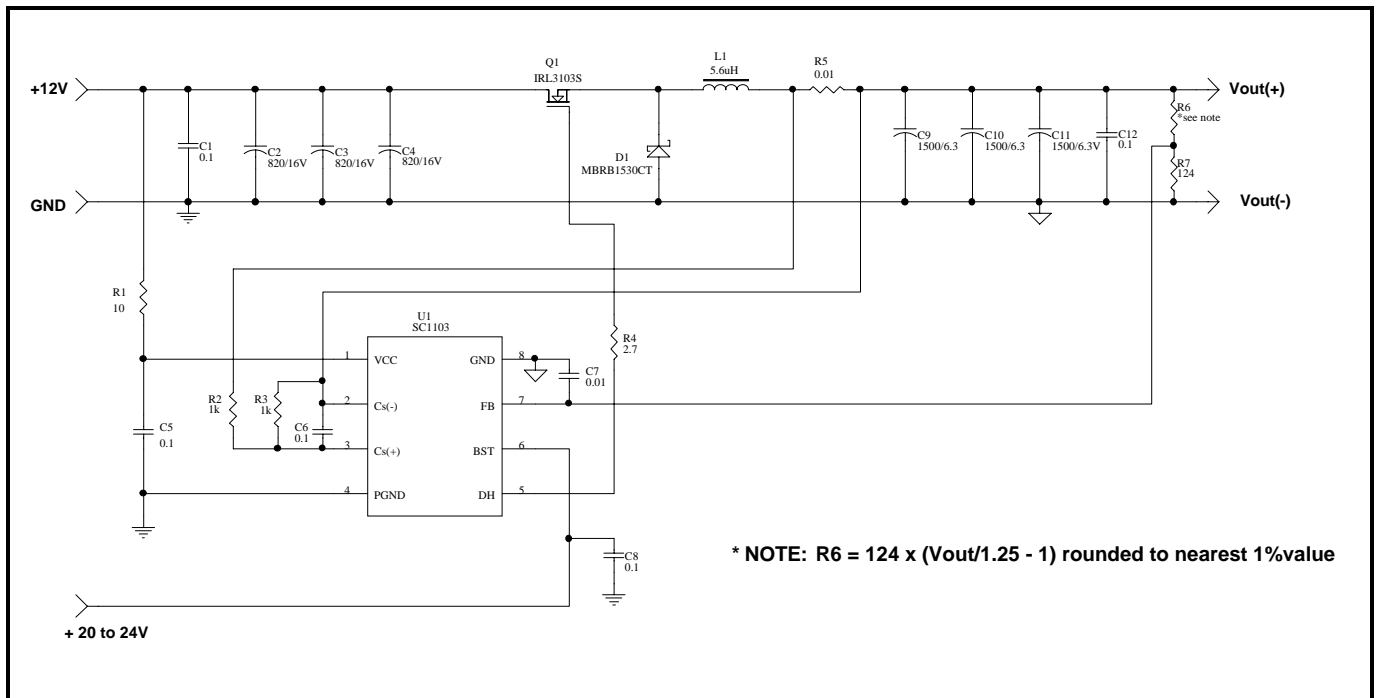 Q1
IRL3103S
L1
5.6uH
R5
0.01
+12V
Vout(+)
R6
*see note
C1
0.1
C2
820/16V
C3
820/16V
C4
820/16V
D1
MBRB1530CT
C9
1500/6.3
C10
1500/6.3
C11
1500/6.3V
C12
0.1
R7
124
GND
Vout(-)
R1
10
U1
SC1103
R4
2.7
1
VCC
GND
8
C7
0.01
R2
1k
R3
1k
2
Cs(-)
FB
7
C5
0.1
C6
0.1
3
Cs(+)
BST
6
4
PGND
DH
5
C8
0.1
* NOTE: R6 = 124 x (Vout/1.25 - 1) rounded to nearest 1%value
+ 20 to 24V